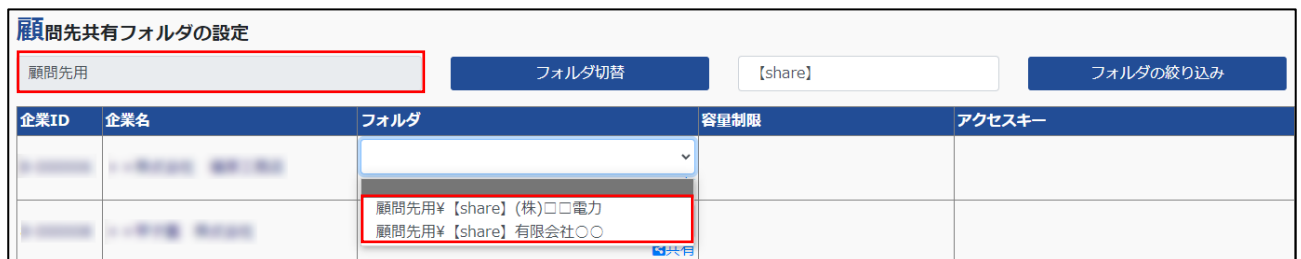 顧問先共有フォルダの設定
顧問先用
フォルダ切替
【share】
フォルダの絞り込み
企業ID 企業名 フォルダ 容量制限 アクセスキー
顧問先用¥【share】(株)□□電力
顧問先用¥【share】有限会社○○
共有